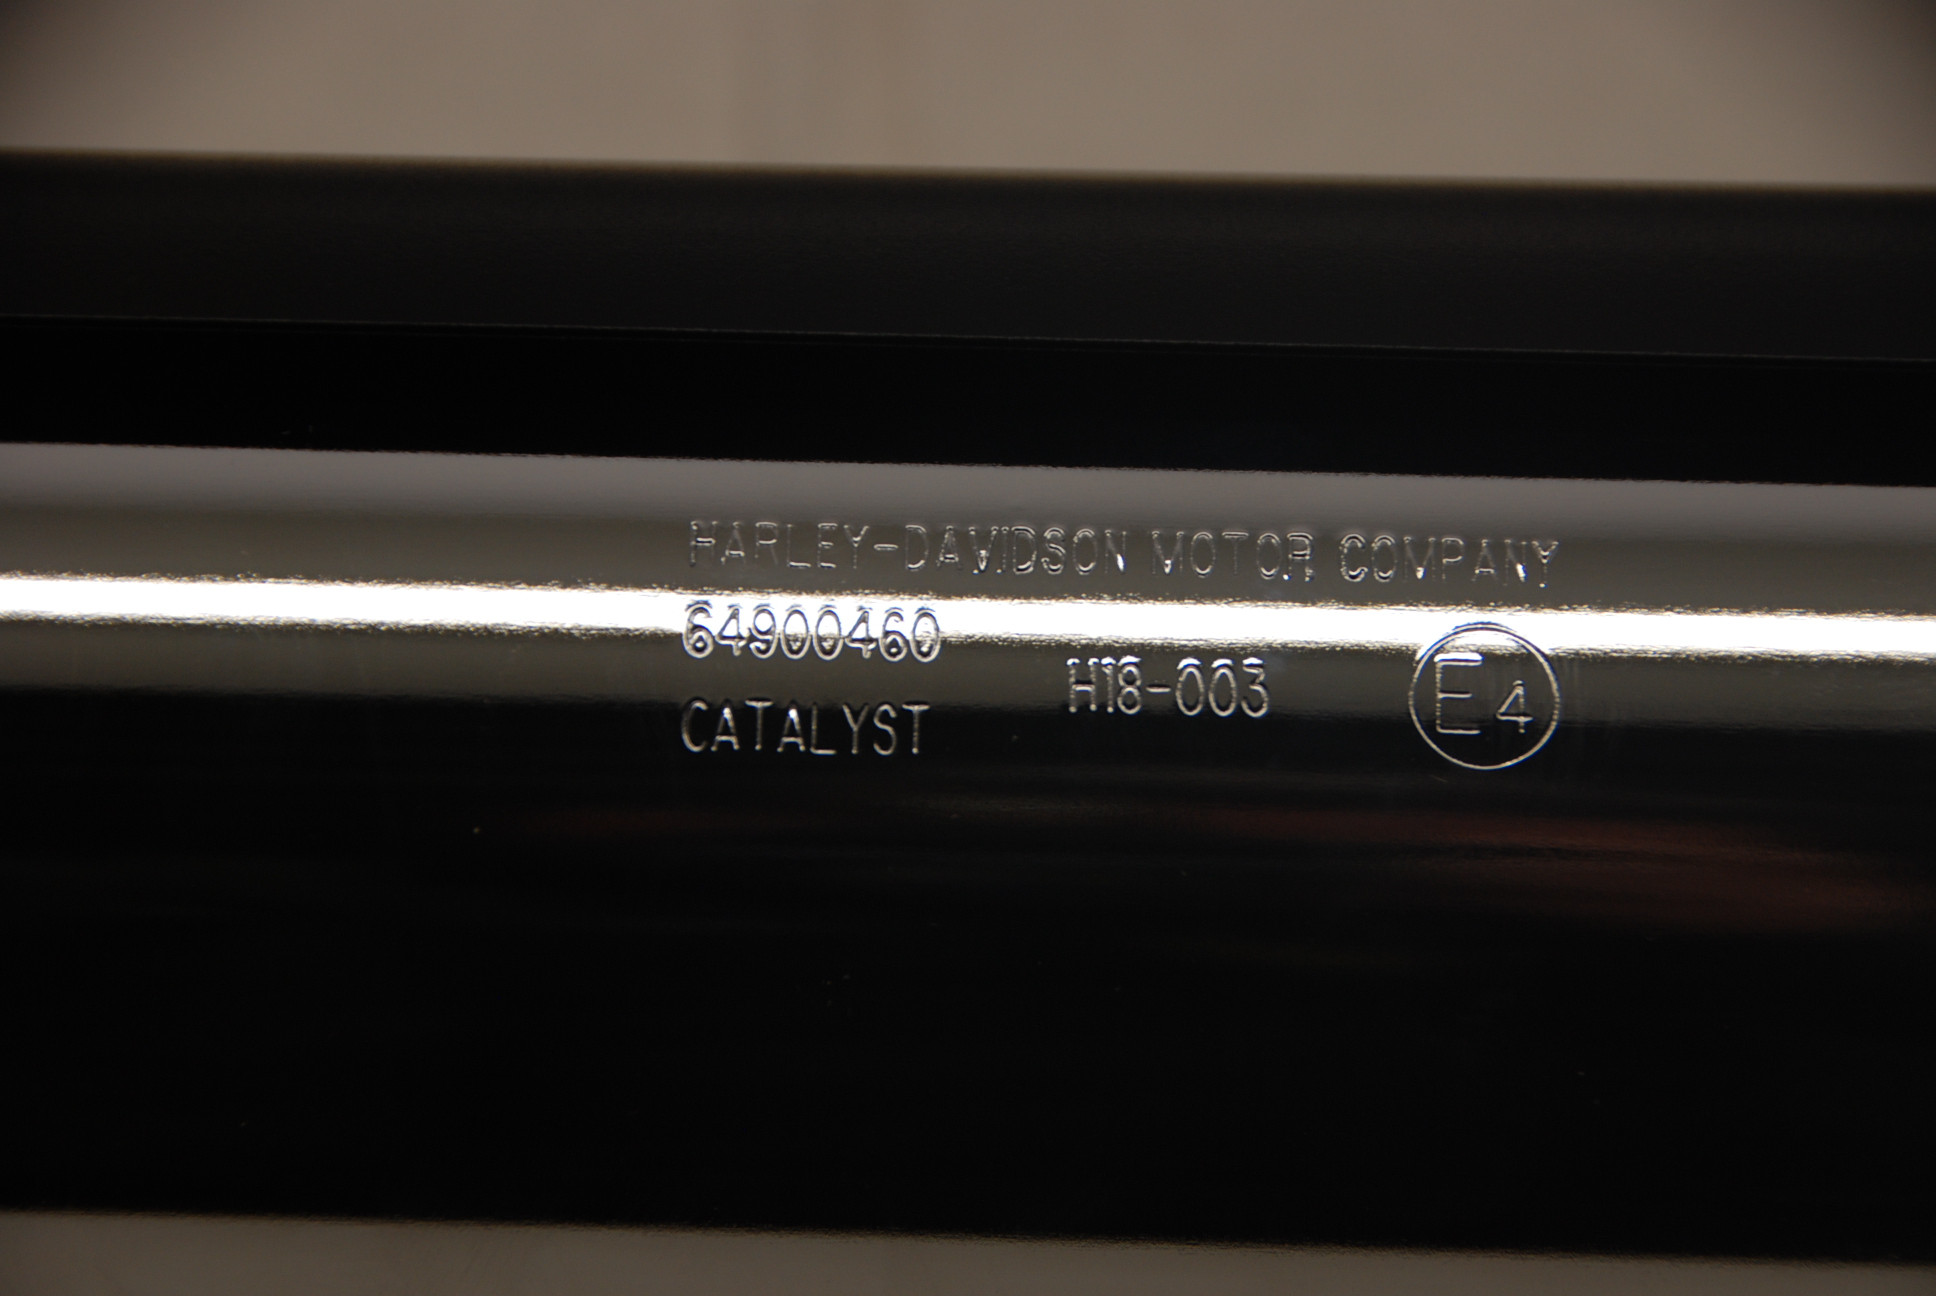 HARLEY-DAVIDSON MOTOR COMPANY
64900460
H18-003
E4
CATALYST